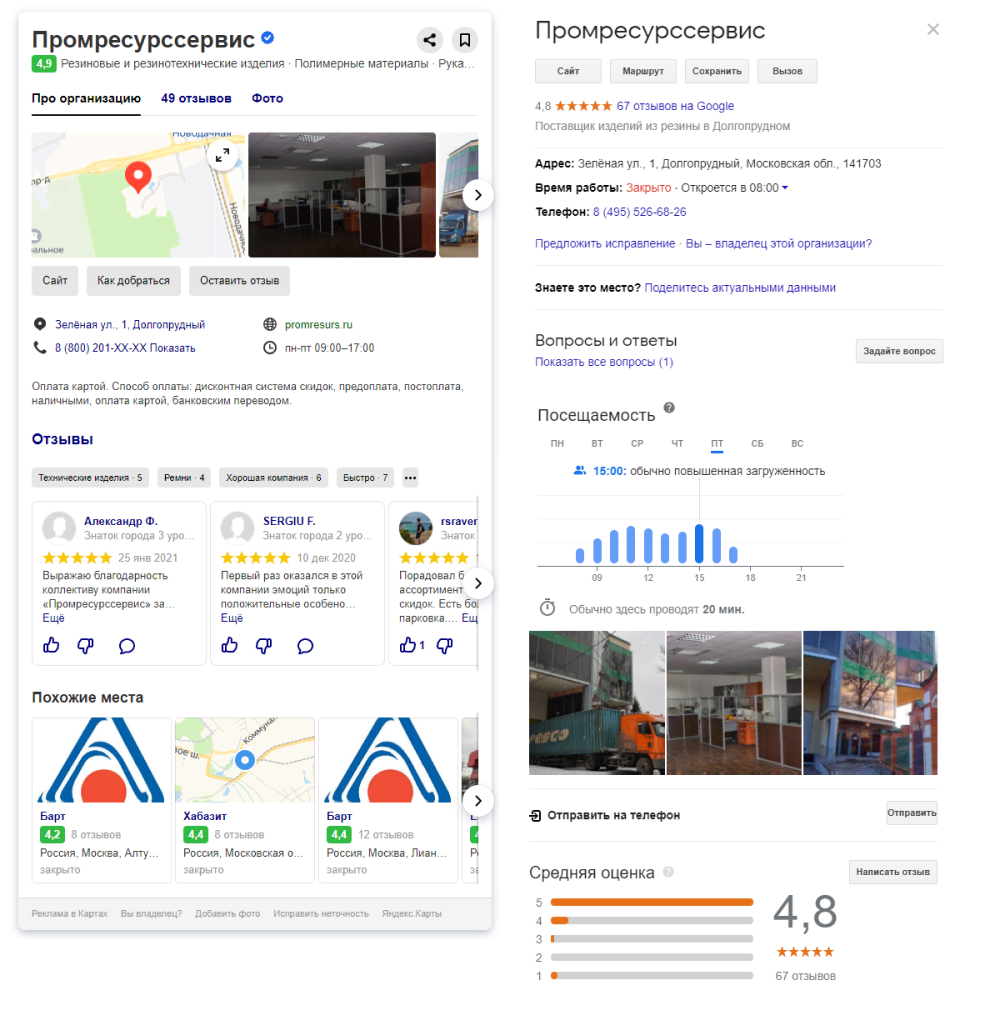 Промресурссервис
4,9 Резиновые и резинотехнические изделия · Полимерные материалы · Рука...
Про организацию 49 отзывов Фото
Новодачная
пр-д
Новодачная
альное
Сайт Как добраться Оставить отзыв
Зелёная ул., 1, Долгопрудный promresurs.ru
8 (800) 201-XX-XX Показать пн-пт 09:00–17:00
Оплата картой. Способ оплаты: дисконтная система скидок, предоплата, постоплата,
наличными, оплата картой, банковским переводом.
Отзывы
Технические изделия · 5 Ремни · 4 Хорошая компания · 6 Быстро · 7 •••
Александр Ф.
Знаток города 3 уро...
25 янв 2021
Выражаю благодарность
коллективу компании
«Промресурссервис» за...
Ещё
SERGIU F.
Знаток города 2 уро...
10 дек 2020
Первый раз оказался в этой
компании эмоций только
положительные особено...
Ещё
rsraver
Знаток
1
Порадовал б
ассортимент
скидок. Есть бо
парковка.... Ещ
1
Похожие места
Барт
4,2 8 отзывов
Россия, Москва, Алту...
закрыто
вое ш.
Коммуна
Хабазит
4,4 8 отзывов
Россия, Московская о...
закрыто
Барт
4,4 12 отзывов
Россия, Москва, Лиан...
закрыто
Реклама в Картах Вы владелец? Добавить фото Исправить неточность Яндекс.Карты
Промресурссервис
Сайт Маршрут Сохранить Вызов
4,8 67 отзывов на Google
Поставщик изделий из резины в Долгопрудном
Адрес: Зелёная ул., 1, Долгопрудный, Московская обл., 141703
Время работы: Закрыто · Откроется в 08:00
Телефон: 8 (495) 526-68-26
Предложить исправление · Вы – владелец этой организации?
Знаете это место? Поделитесь актуальными данными
Вопросы и ответы
Показать все вопросы (1)
Задайте вопрос
Посещаемость ?
ПН ВТ СР ЧТ ПТ СБ ВС
15:00: обычно повышенная загруженность
09 12 15 18 21
Обычно здесь проводят 20 мин.
FESCO
Отправить на телефон Отправить
Средняя оценка ? Написать отзыв
5
4
3
2
1
4,8
67 отзывов